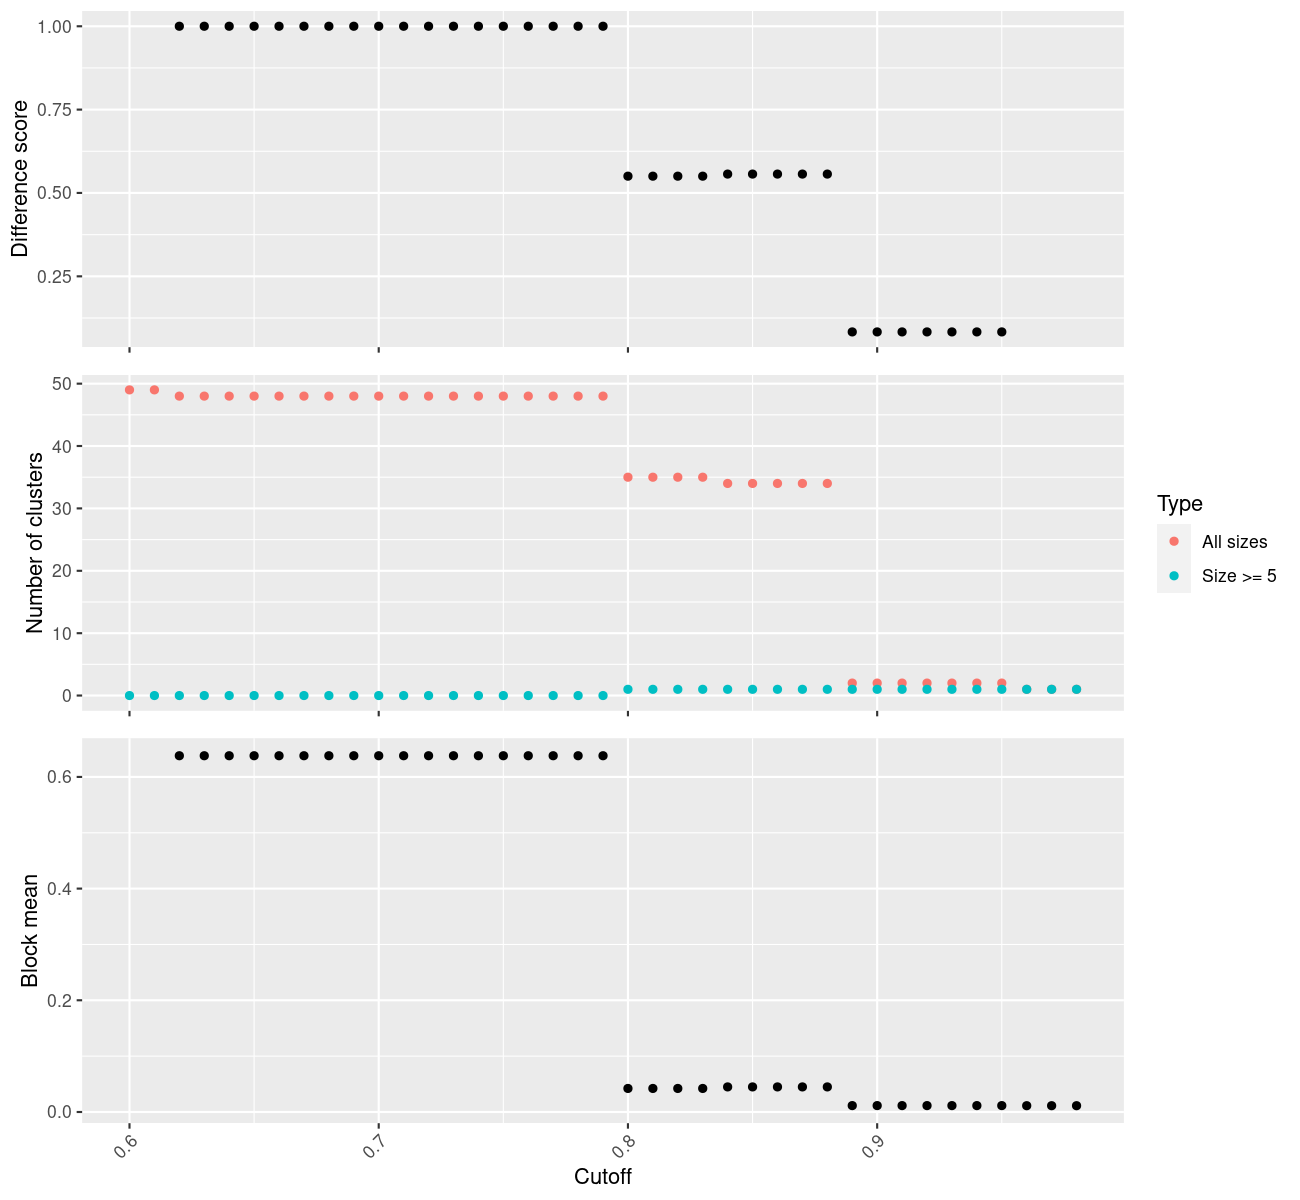 Difference score
1.00
0.75
0.50
0.25
Number of clusters
50
40
30
20
10
0
Type
All sizes
Size >= 5
Block mean
0.6
0.4
0.2
0.0
0.6 0.7 0.8 0.9
Cutoff